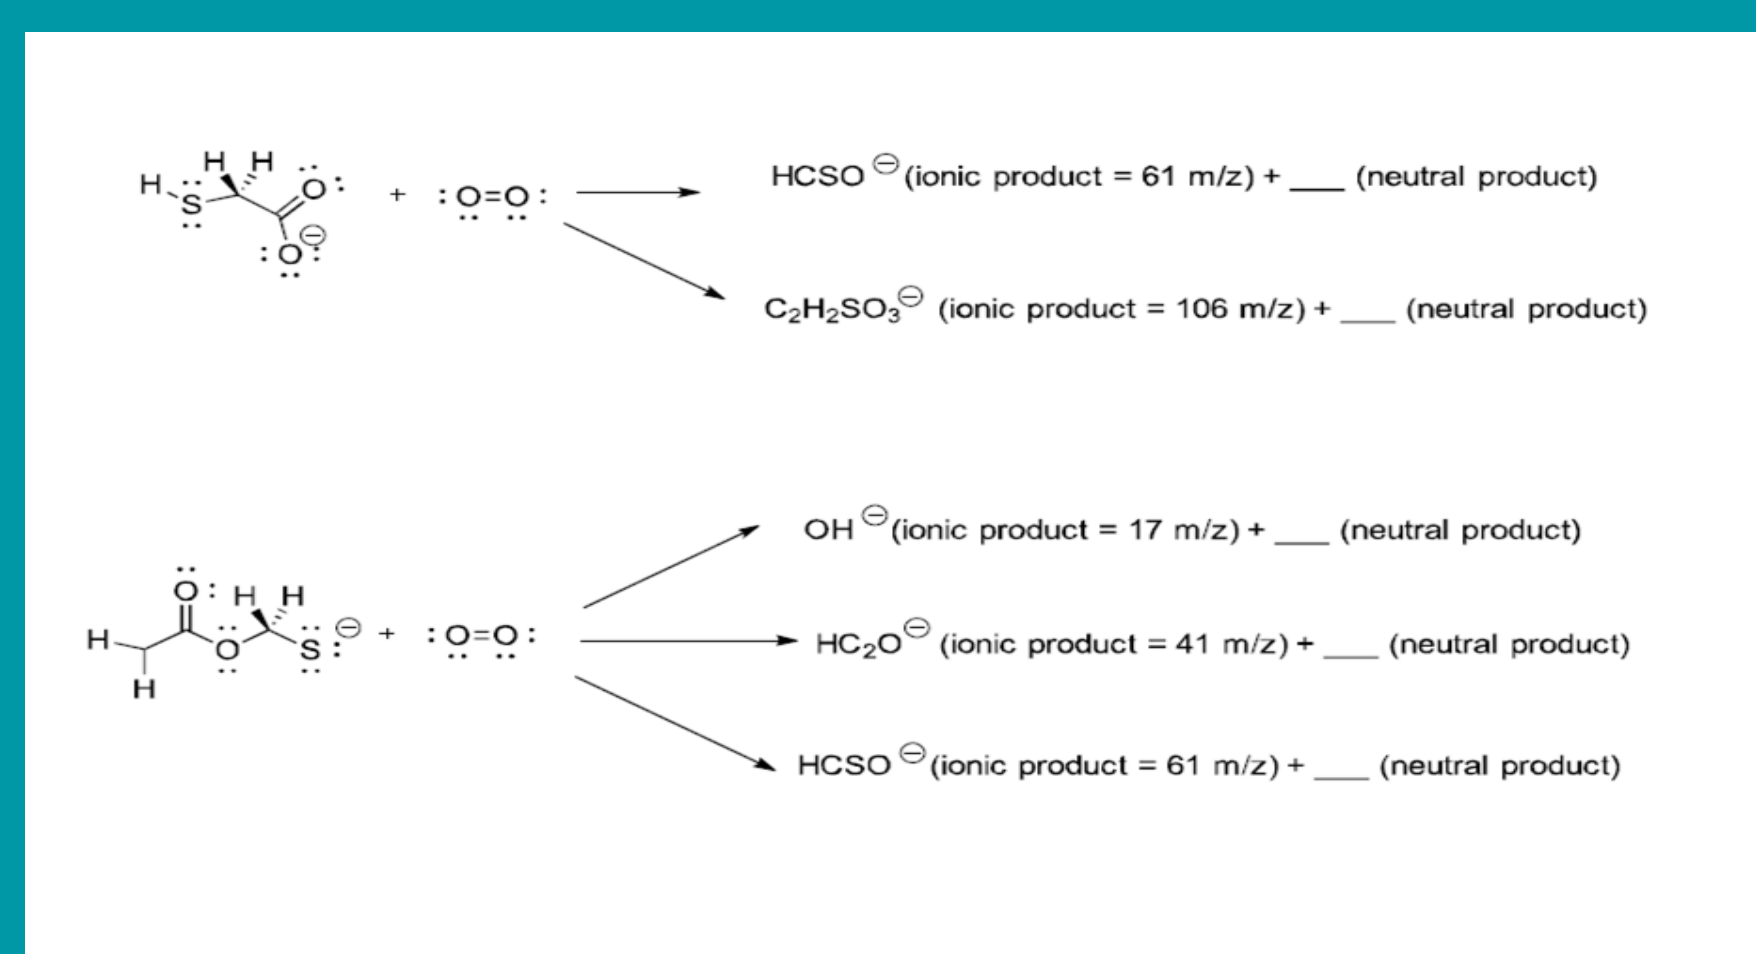 H H
H S O
O ⊖
+ :O=O:
HCSO ⊖ (ionic product = 61 m/z) + ___ (neutral product)
C₂H₂SO₃ ⊖ (ionic product = 106 m/z) + ___ (neutral product)
OH ⊖ (ionic product = 17 m/z) + ___ (neutral product)
O H H
H O S ⊖ + :O=O:
H
HC₂O ⊖ (ionic product = 41 m/z) + ___ (neutral product)
HCSO ⊖ (ionic product = 61 m/z) + ___ (neutral product)